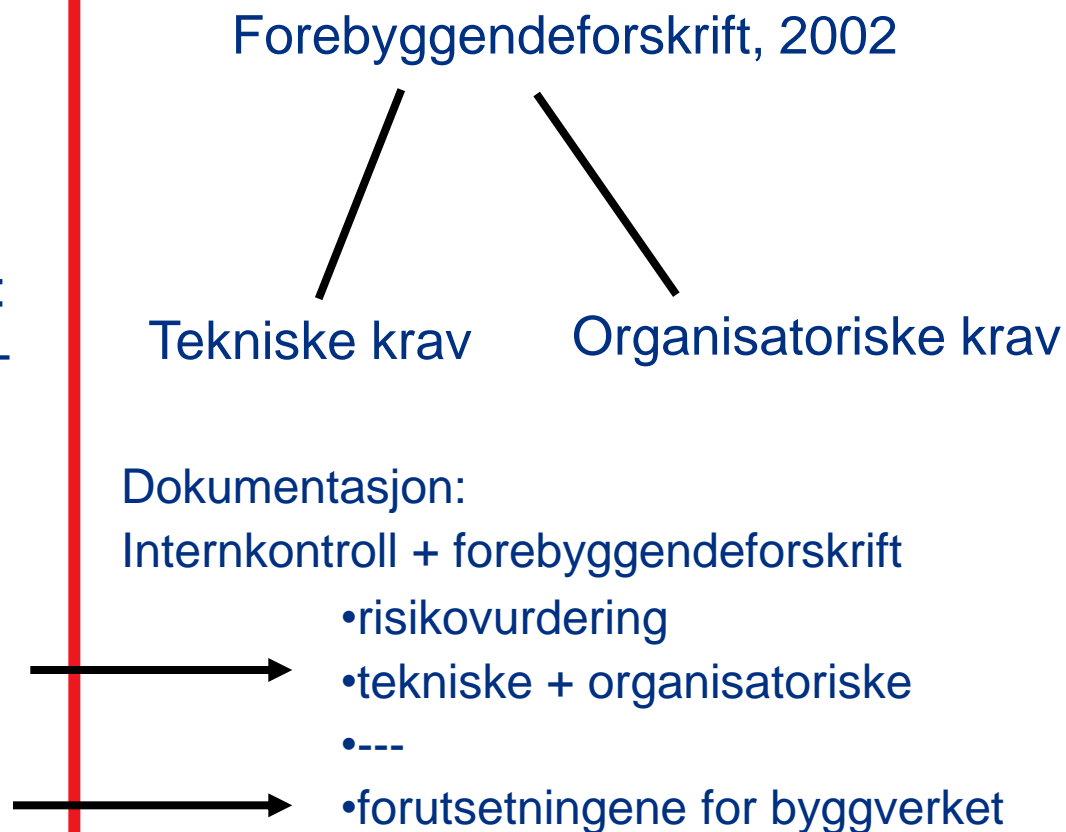 Forebyggendeforskrift, 2002
Tekniske krav
Organisatoriske krav
Dokumentasjon:
Internkontroll + forebyggendeforskrift
•risikovurdering
•tekniske + organisatoriske
•---
•forutsetningene for byggverket